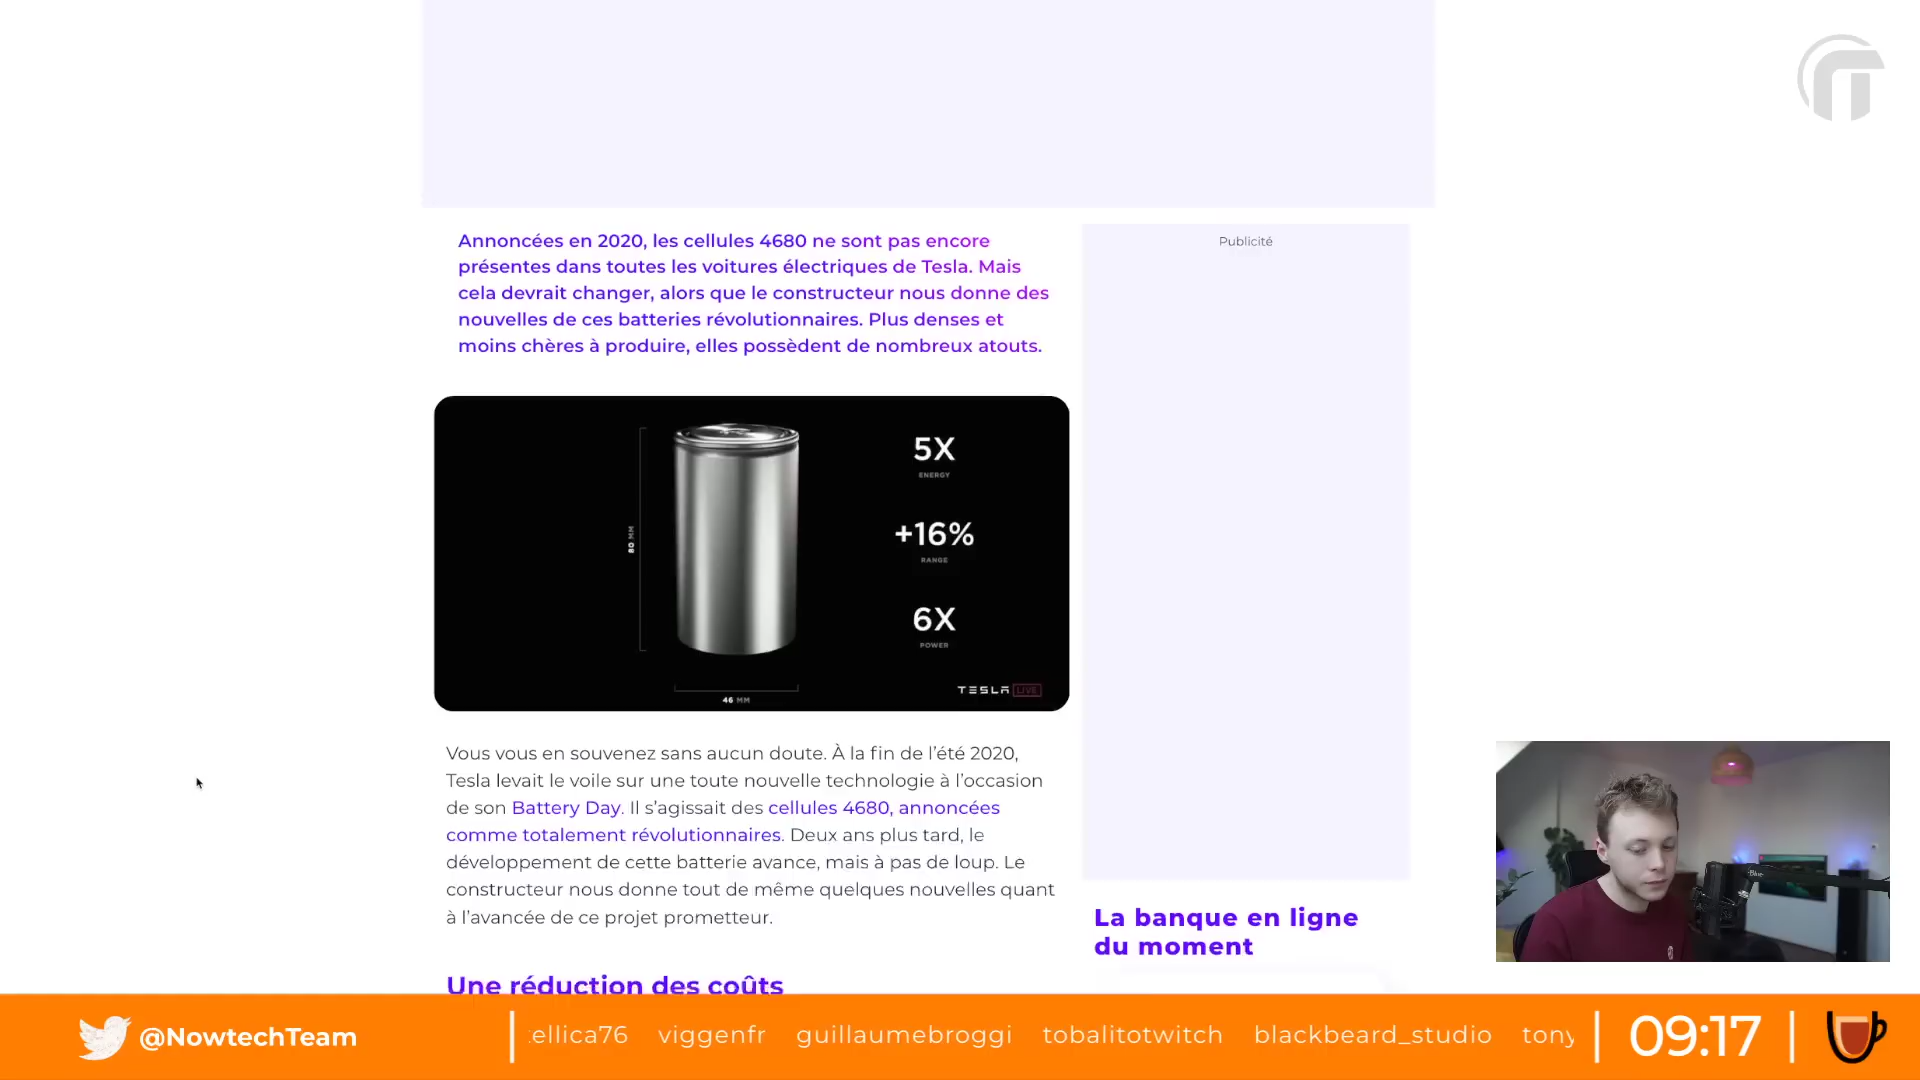 Annoncées en 2020, les cellules 4680 ne sont pas encore
présentes dans toutes les voitures électriques de Tesla. Mais
cela devrait changer, alors que le constructeur nous donne des
nouvelles de ces batteries révolutionnaires. Plus denses et
moins chères à produire, elles possèdent de nombreux atouts.
Publicité
5X
ENERGY
+16%
RANGE
6X
POWER
80 MM
46 MM
TESLA LIVE
Vous vous en souvenez sans aucun doute. À la fin de l’été 2020,
Tesla levait le voile sur une toute nouvelle technologie à l’occasion
de son Battery Day. Il s’agissait des cellules 4680, annoncées
comme totalement révolutionnaires. Deux ans plus tard, le
développement de cette batterie avance, mais à pas de loup. Le
constructeur nous donne tout de même quelques nouvelles quant
à l’avancée de ce projet prometteur.
Une réduction des coûts
La banque en ligne
du moment
Blue
@NowtechTeam
ellica76 viggenfr guillaumebroggi tobalitotwitch blackbeard_studio tony
09:17